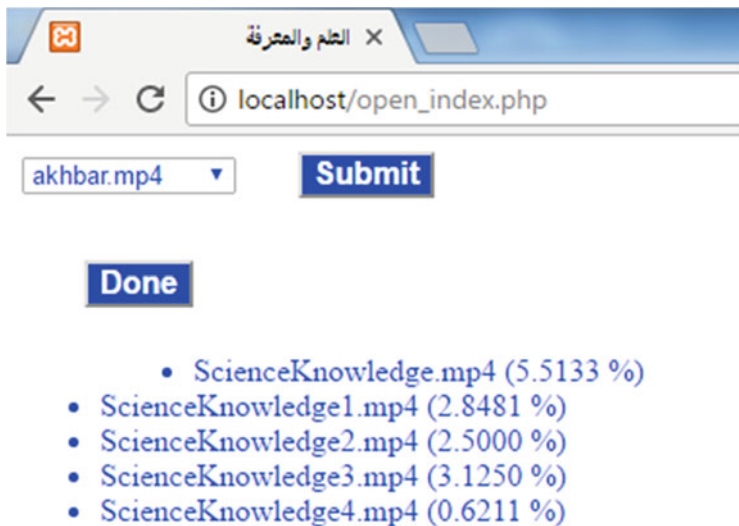 العلم والمعرفة
localhost/open_index.php
akhbar.mp4 Submit
Done
• ScienceKnowledge.mp4 (5.5133 %)
• ScienceKnowledge1.mp4 (2.8481 %)
• ScienceKnowledge2.mp4 (2.5000 %)
• ScienceKnowledge3.mp4 (3.1250 %)
• ScienceKnowledge4.mp4 (0.6211 %)